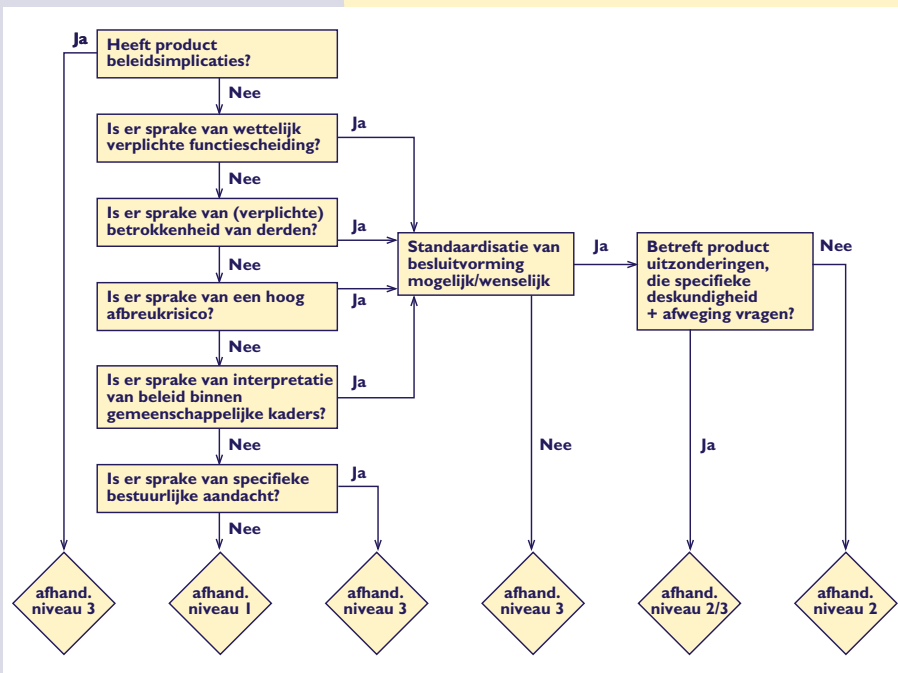 Ja
Heeft product
beleidsimplicaties?
Nee
Is er sprake van wettelijk
verplichte functiescheiding?
Ja
Nee
Is er sprake van (verplichte)
betrokkenheid van derden?
Ja
Nee
Is er sprake van een hoog
afbreukrisico?
Ja
Nee
Is er sprake van interpretatie
van beleid binnen
gemeenschappelijke kaders?
Ja
Nee
Is er sprake van specifieke
bestuurlijke aandacht?
Ja
Nee
Standaardisatie van
besluitvorming
mogelijk/wenselijk
Ja
Nee
Betreft product
uitzonderingen,
die specifieke
deskundigheid
+ afweging vragen?
Nee
Ja
afhand.
niveau 3
afhand.
niveau 1
afhand.
niveau 3
afhand.
niveau 3
afhand.
niveau 2/3
afhand.
niveau 2